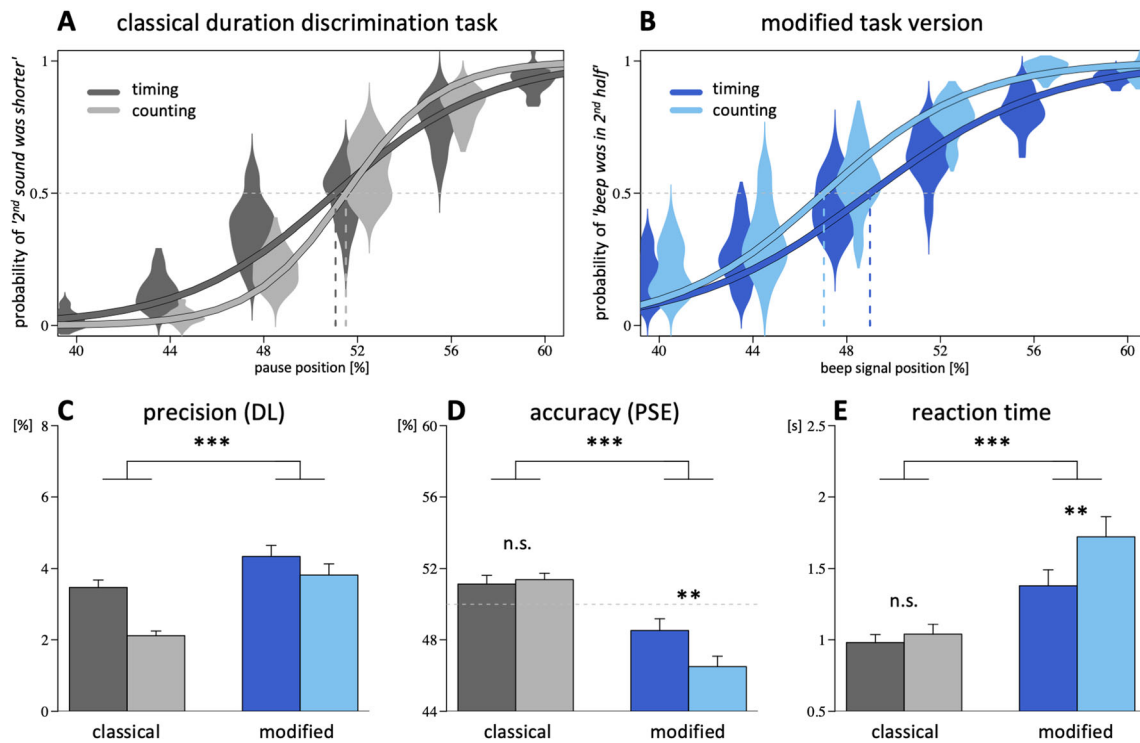 A classical duration discrimination task
probability of '2nd sound was shorter'
1
0.5
0
timing
counting
40 44 48 52 56 60
pause position [%]
B modified task version
probability of 'beep was in 2nd half'
1
0.5
0
timing
counting
40 44 48 52 56 60
beep signal position [%]
C precision (DL)
[%]
8
6
4
2
0
***
classical modified
D accuracy (PSE)
[%]
60
56
52
48
44
***
n.s.
**
classical modified
E reaction time
[s]
2.5
2
1.5
1
0.5
***
**
n.s.
classical modified